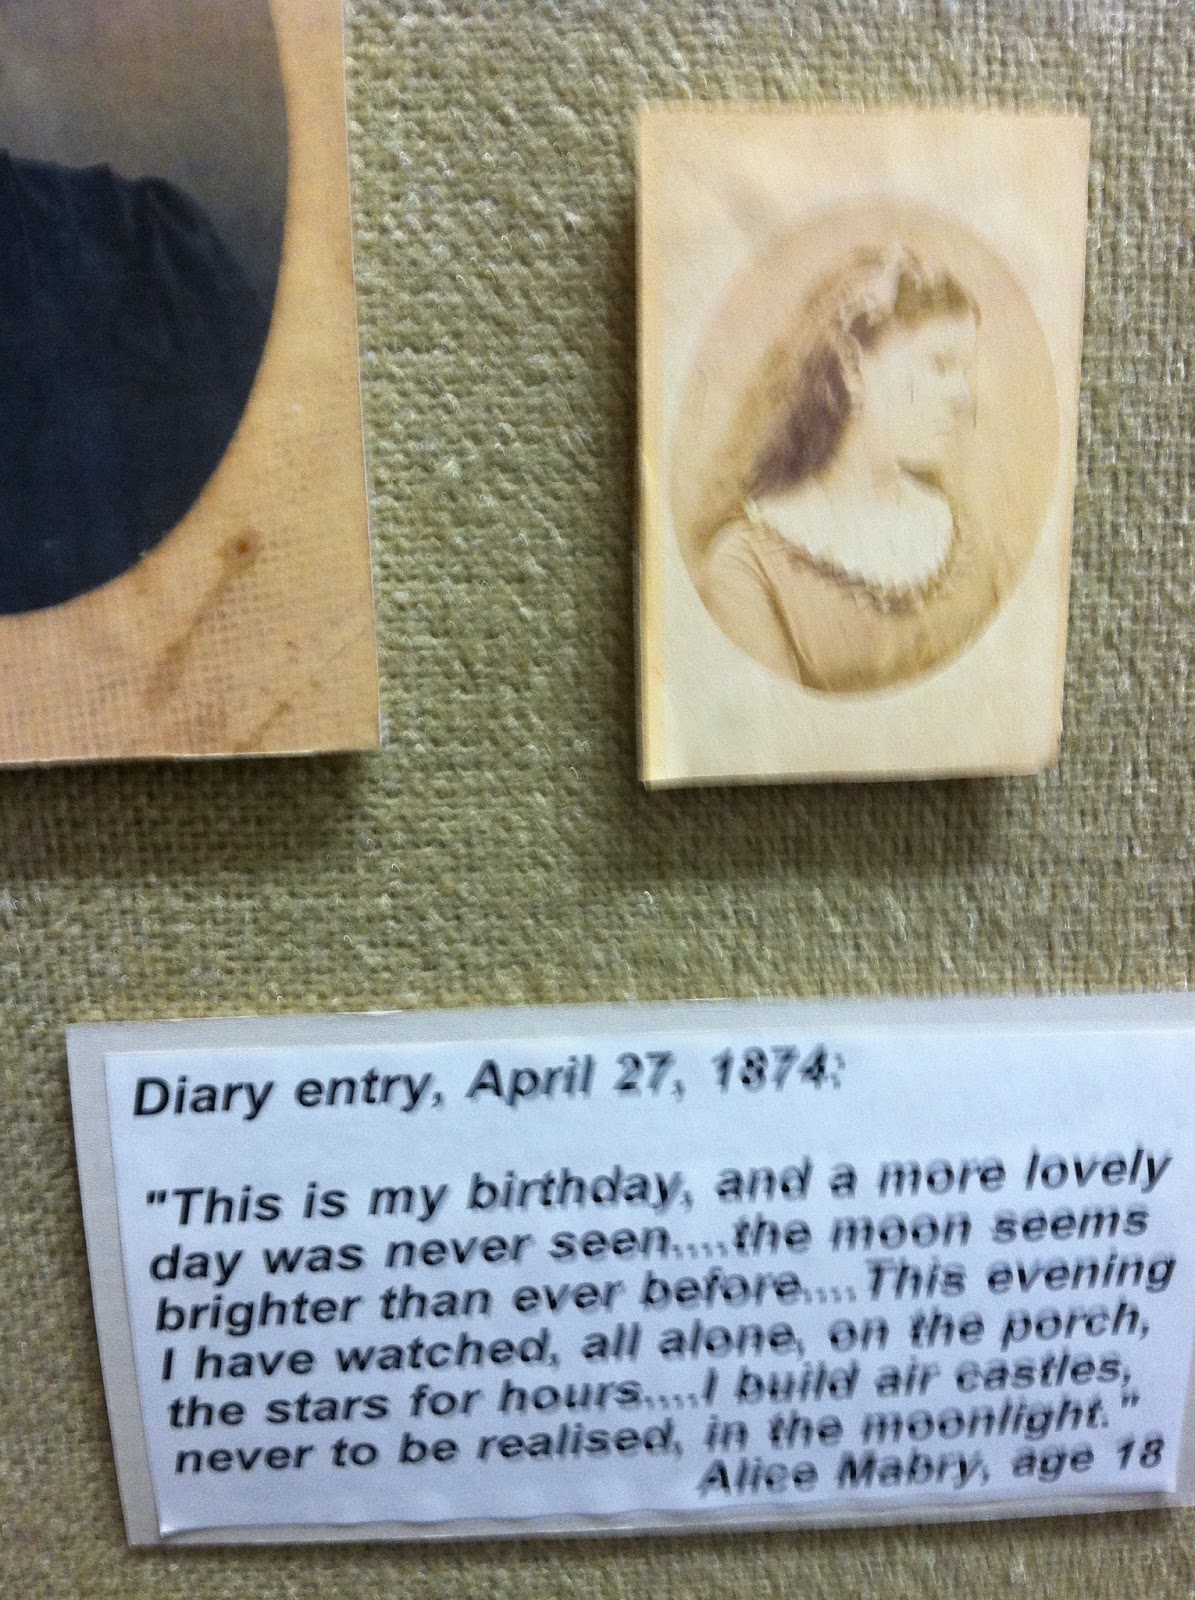 Diary entry, April 27, 1874:
"This is my birthday, and a more lovely
day was never seen....the moon seems
brighter than ever before....This evening
I have watched, all alone, on the porch,
the stars for hours.....I build air castles,
never to be realised, in the moonlight."
Alice Mabry, age 18